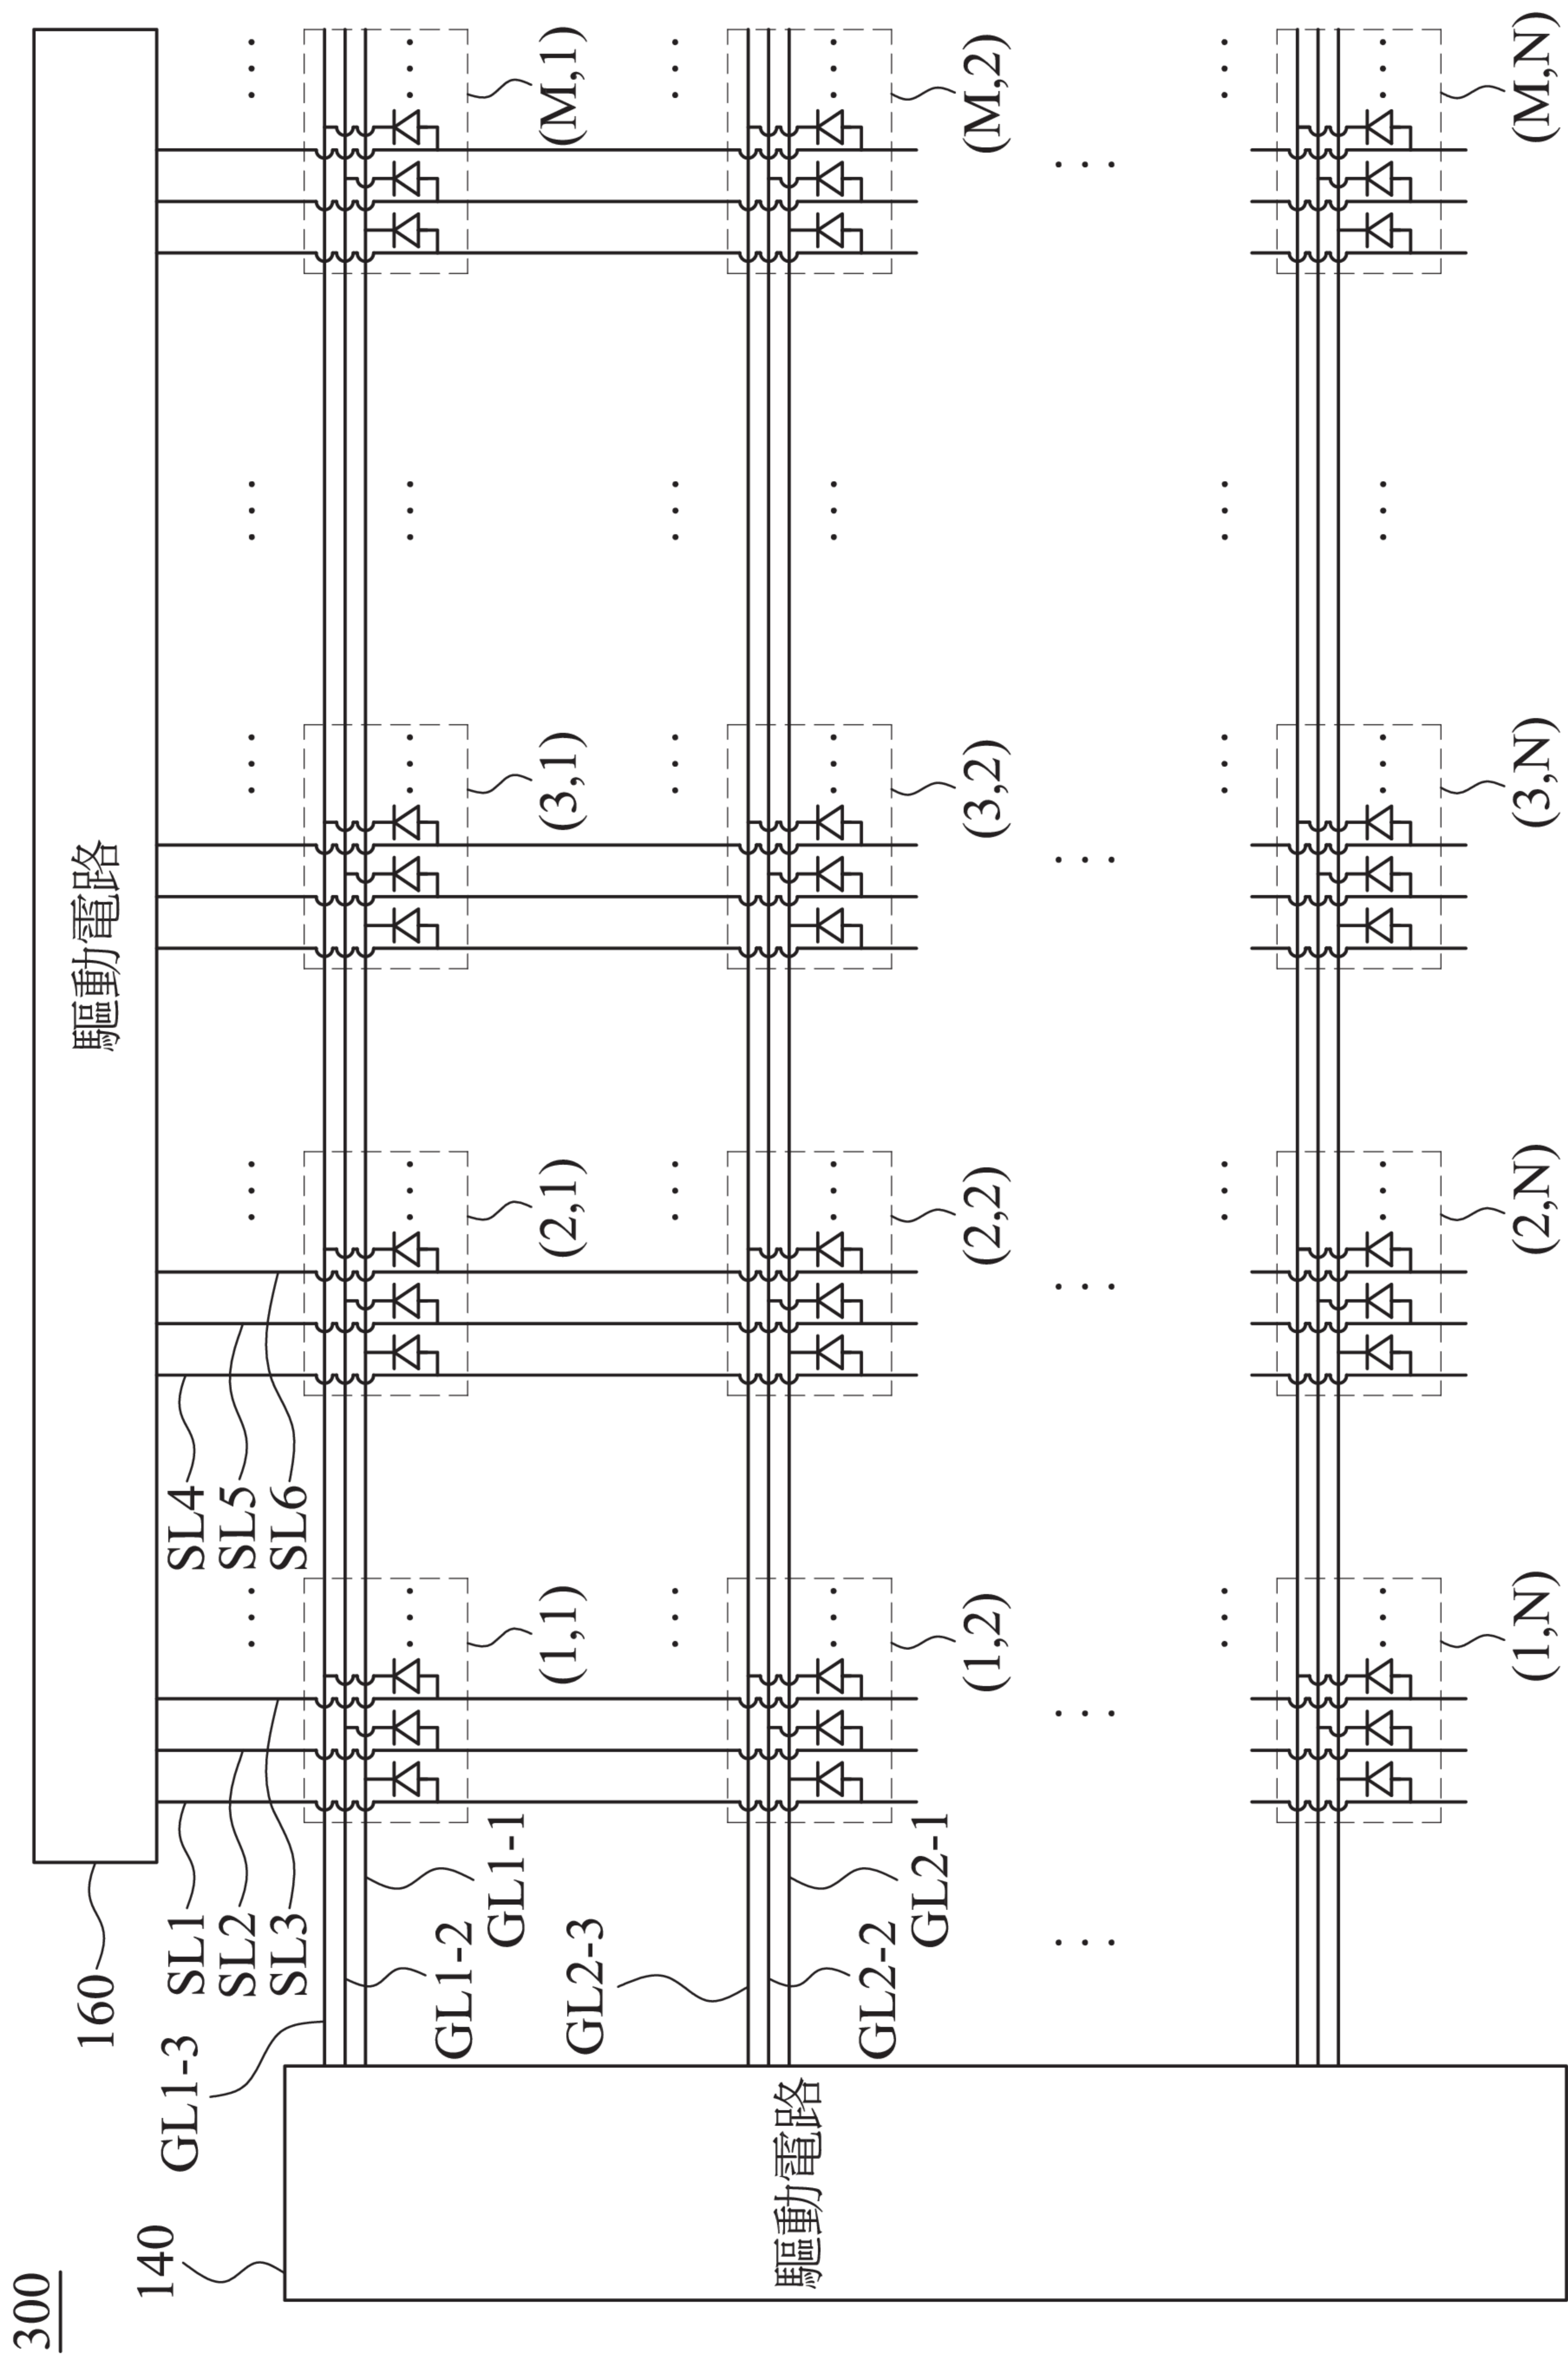 300
160
驅動電路
140
GL1-3
SL1
SL4
SL2
SL5
SL3
SL6
GL1-2
GL1-1
(1,1)
(2,1)
(3,1)
(M,1)
GL2-3
驅動電路
GL2-2
GL2-1
(1,2)
(2,2)
(3,2)
(M,2)
(1,N)
(2,N)
(3,N)
(M,N)